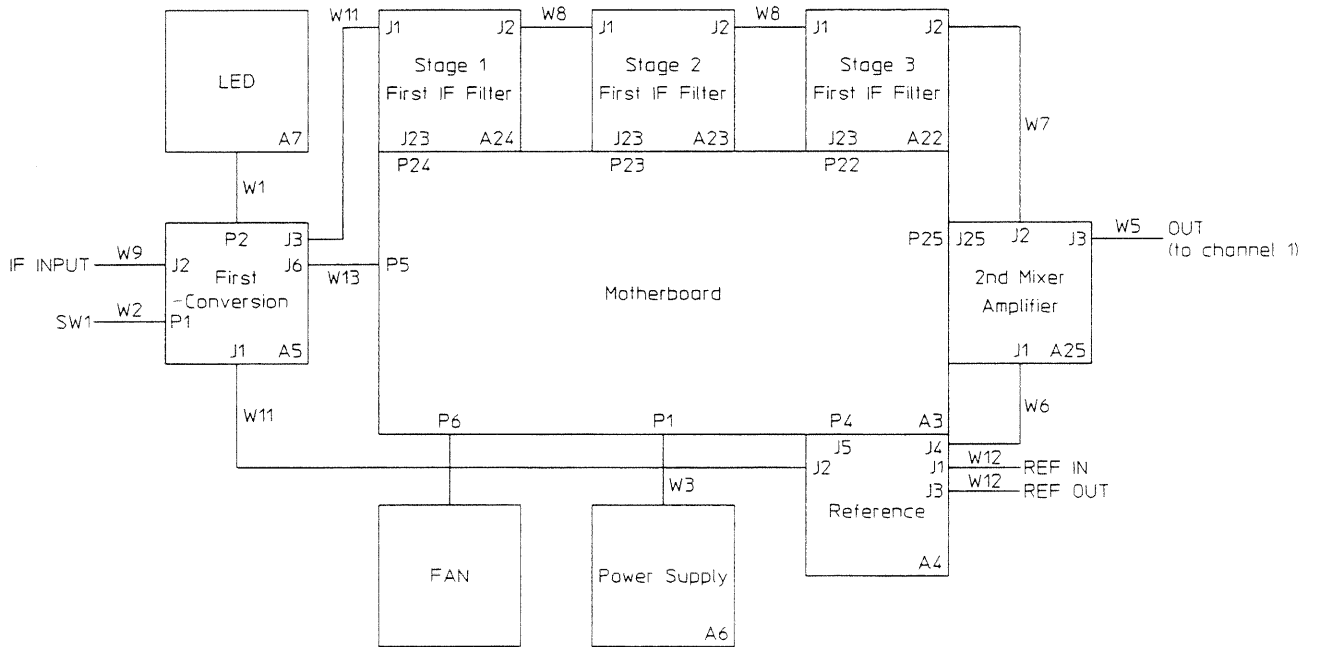 W11 W8 W8
J1 J2 J1 J2 J1 J2
LED
Stage 1 Stage 2 Stage 3
First IF Filter First IF Filter First IF Filter
A7 J23 A24 J23 A23 J23 A22
W7
P24 P23 P22
W1
P2 J3 P25 J25 J2 J3 W5 OUT
(to channel 1)
IF INPUT W9 J2 J6 W13 P5
First
-Conversion
Motherboard
2nd Mixer
Amplifier
SW1 W2 P1
J1 A5 J1 A25
W11 W6
P6 P1 P4 A3
J5 J4
J2 J1 W12 REF IN
W3 J3 W12 REF OUT
Reference
A4
FAN Power Supply
A6